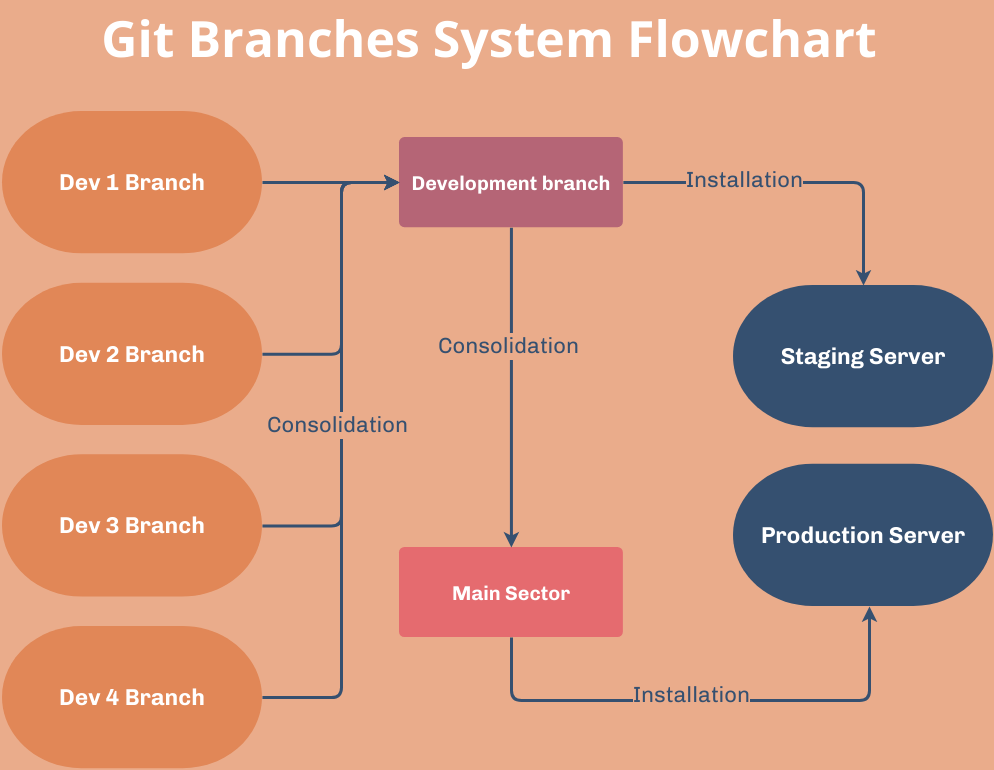 Git Branches System Flowchart
Dev 1 Branch
Development branch
Installation
Dev 2 Branch
Consolidation
Staging Server
Consolidation
Dev 3 Branch
Production Server
Main Sector
Dev 4 Branch
Installation